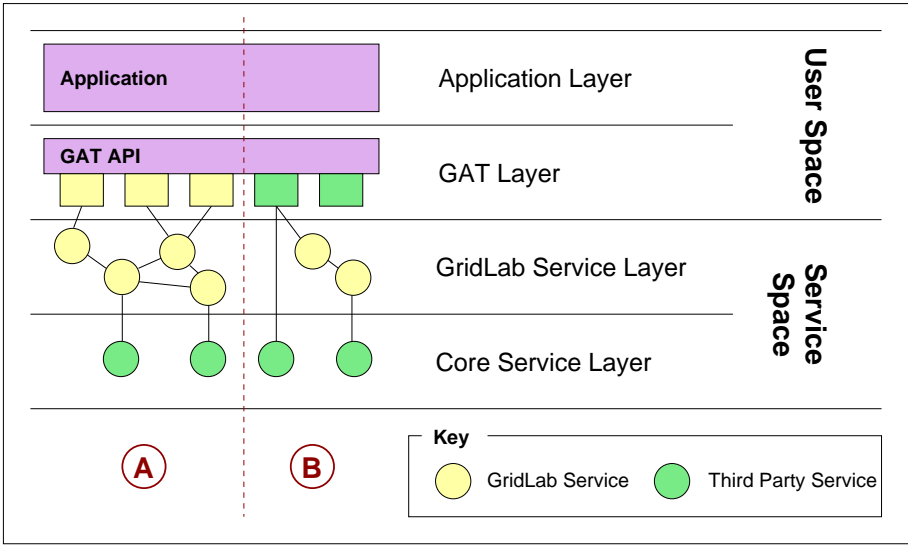 Application
Application Layer
User Space
GAT API
GAT Layer
GridLab Service Layer
Service
Space
Core Service Layer
A
B
Key
GridLab Service
Third Party Service